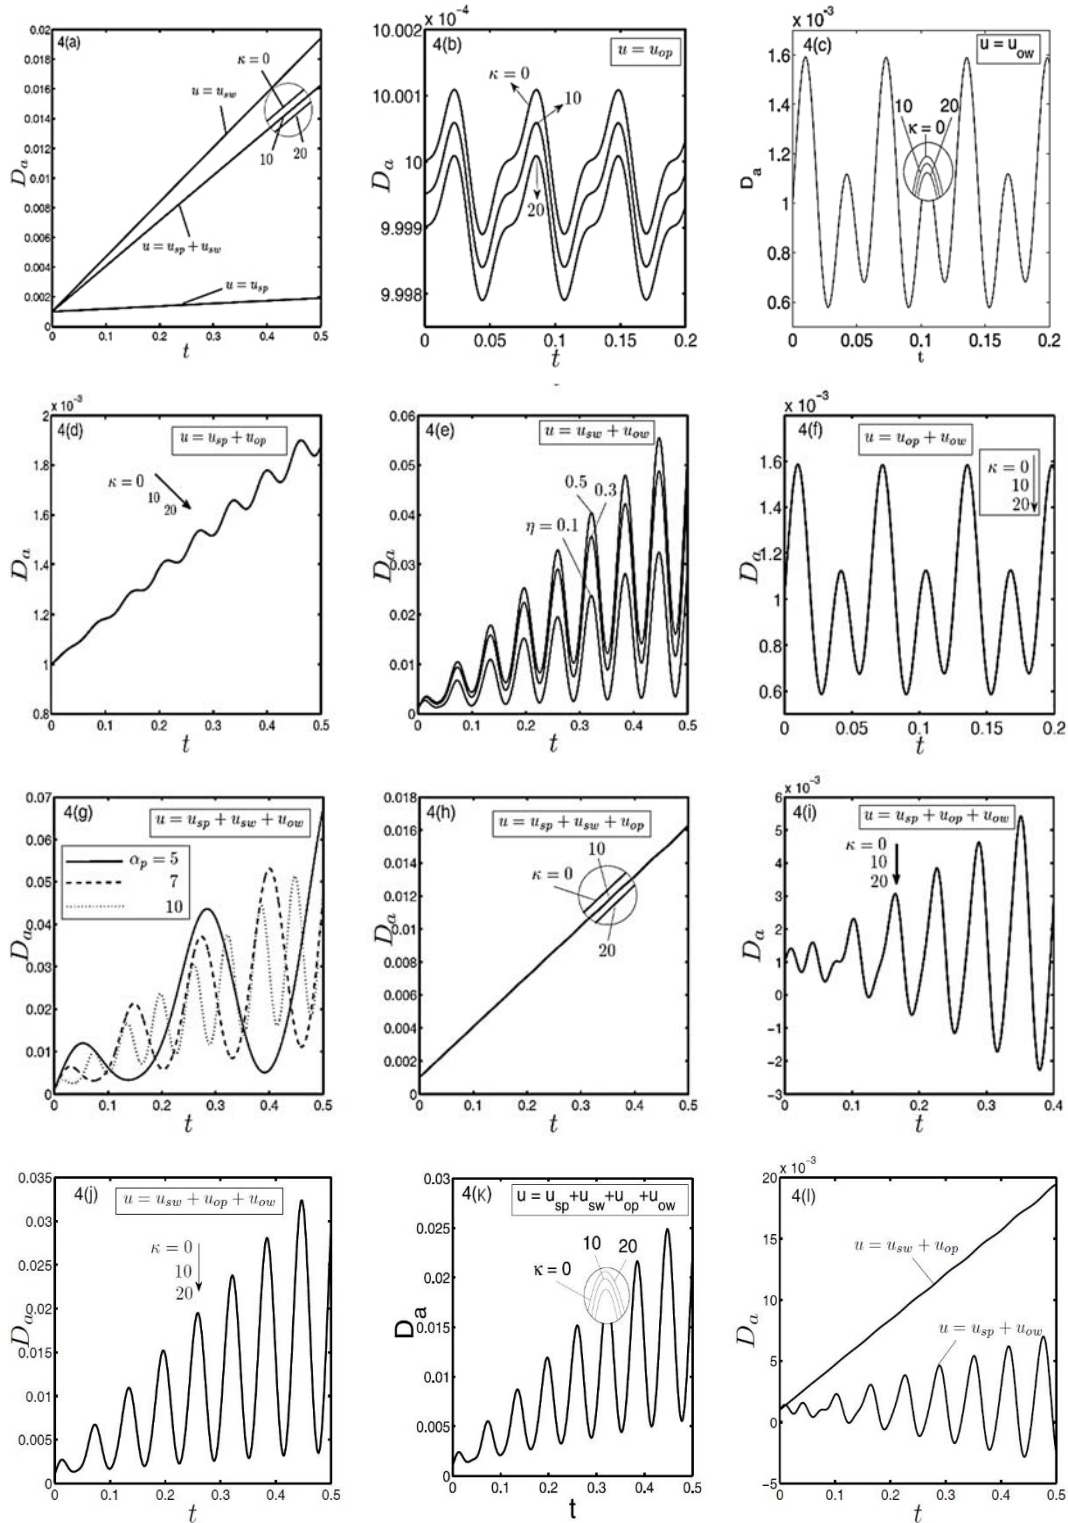 4(a)
0.02
0.018
0.016
0.014
0.012
0.01
0.008
0.006
0.004
0.002
0
κ = 0
u = u_sw
10
20
u = u_sp + u_sw
u = u_sp
D_a
0 0.1 0.2 0.3 0.4 0.5
t
x 10⁻⁴
4(b)
u = u_op
10.002
10.001
10
9.999
9.998
κ = 0
10
20
D_a
0 0.05 0.1 0.15 0.2
t
x 10⁻³
4(c)
u = u_ow
1.6
1.4
1.2
1
0.8
0.6
10 20
κ = 0
D_a
0 0.05 0.1 0.15 0.2
t
x 10⁻³
4(d)
u = u_sp + u_op
2
1.8
1.6
1.4
1.2
1
0.8
κ = 0
10
20
D_a
0 0.1 0.2 0.3 0.4 0.5
t
4(e)
u = u_sw + u_ow
0.06
0.05
0.04
0.03
0.02
0.01
0
0.5
0.3
η = 0.1
D_a
0 0.1 0.2 0.3 0.4 0.5
t
x 10⁻³
4(f)
u = u_op + u_ow
1.6
1.4
1.2
1
0.8
0.6
κ = 0
10
20
D_a
0 0.05 0.1 0.15 0.2
t
4(g)
u = u_sp + u_sw + u_ow
0.07
0.06
0.05
0.04
0.03
0.02
0.01
0
α_p = 5
7
10
D_a
0 0.1 0.2 0.3 0.4 0.5
t
4(h)
u = u_sp + u_sw + u_op
0.018
0.016
0.014
0.012
0.01
0.008
0.006
0.004
0.002
0
10
κ = 0
20
D_a
0 0.1 0.2 0.3 0.4 0.5
t
x 10⁻³
4(i)
u = u_sp + u_op + u_ow
6
5
4
3
2
1
0
−1
−2
−3
κ = 0
10
20
D_a
0 0.1 0.2 0.3 0.4
t
4(j)
u = u_sw + u_op + u_ow
0.035
0.03
0.025
0.02
0.015
0.01
0.005
0
κ = 0
10
20
D_a
0 0.1 0.2 0.3 0.4 0.5
t
4(k)
u = u_sp+u_sw+u_op+u_ow
0.03
0.025
0.02
0.015
0.01
0.005
0
10 20
κ = 0
D_a
0 0.1 0.2 0.3 0.4 0.5
t
x 10⁻³
4(l)
20
15
10
5
0
−5
u = u_sw + u_op
u = u_sp + u_ow
D_a
0 0.1 0.2 0.3 0.4 0.5
t